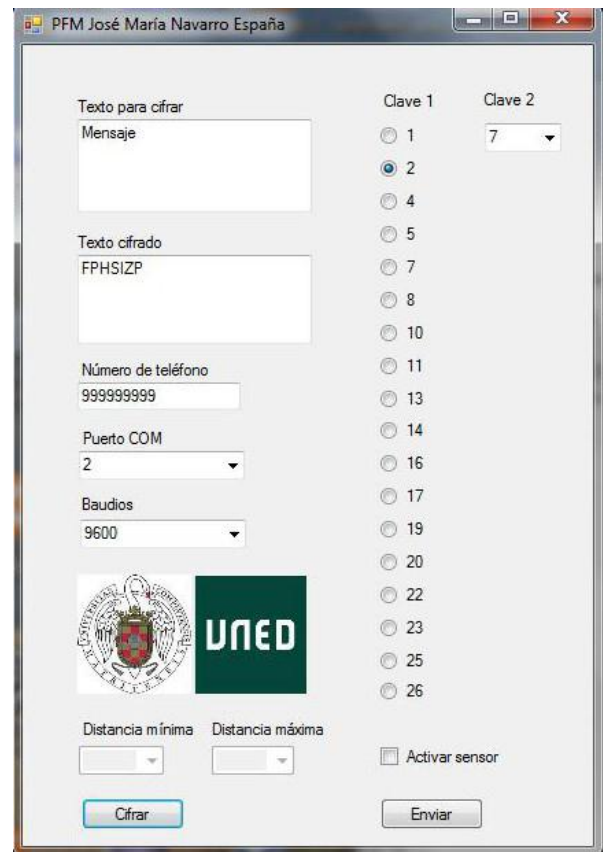 PFM José María Navarro España
Texto para cifrar
Mensaje
Texto cifrado
FPHSIZP
Número de teléfono
999999999
Puerto COM
2
Baudios
9600
UNED
Distancia mínima Distancia máxima
Cifrar
Clave 1 Clave 2
1 7
2
4
5
7
8
10
11
13
14
16
17
19
20
22
23
25
26
Activar sensor
Enviar